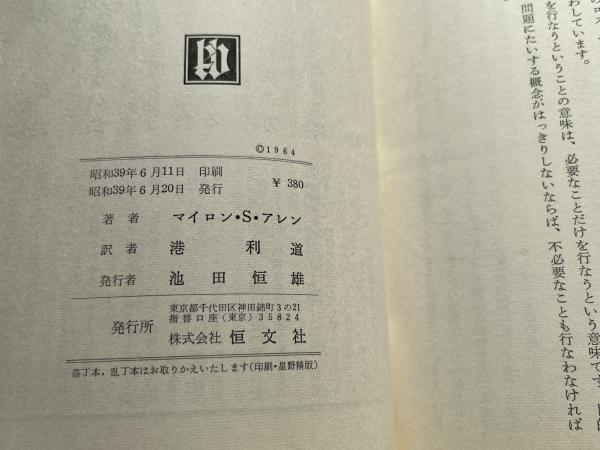 ©1964
昭和39年6月11日 印刷
昭和39年6月20日 発行
¥ 380
著者 マイロン・S・アレン
訳者 港利道
発行者 池田恒雄
発行所
東京都千代田区神田錦町3の21
振替口座（東京）35824
株式会社 恒文社
落丁本，乱丁本はお取りかえいたします（印刷・星野精版）
わしています。
を行なうということの意味は、必要なことだけを行なうという意味です。目的
問題にたいする概念がはっきりしないならば、不必要なことも行なわなければ